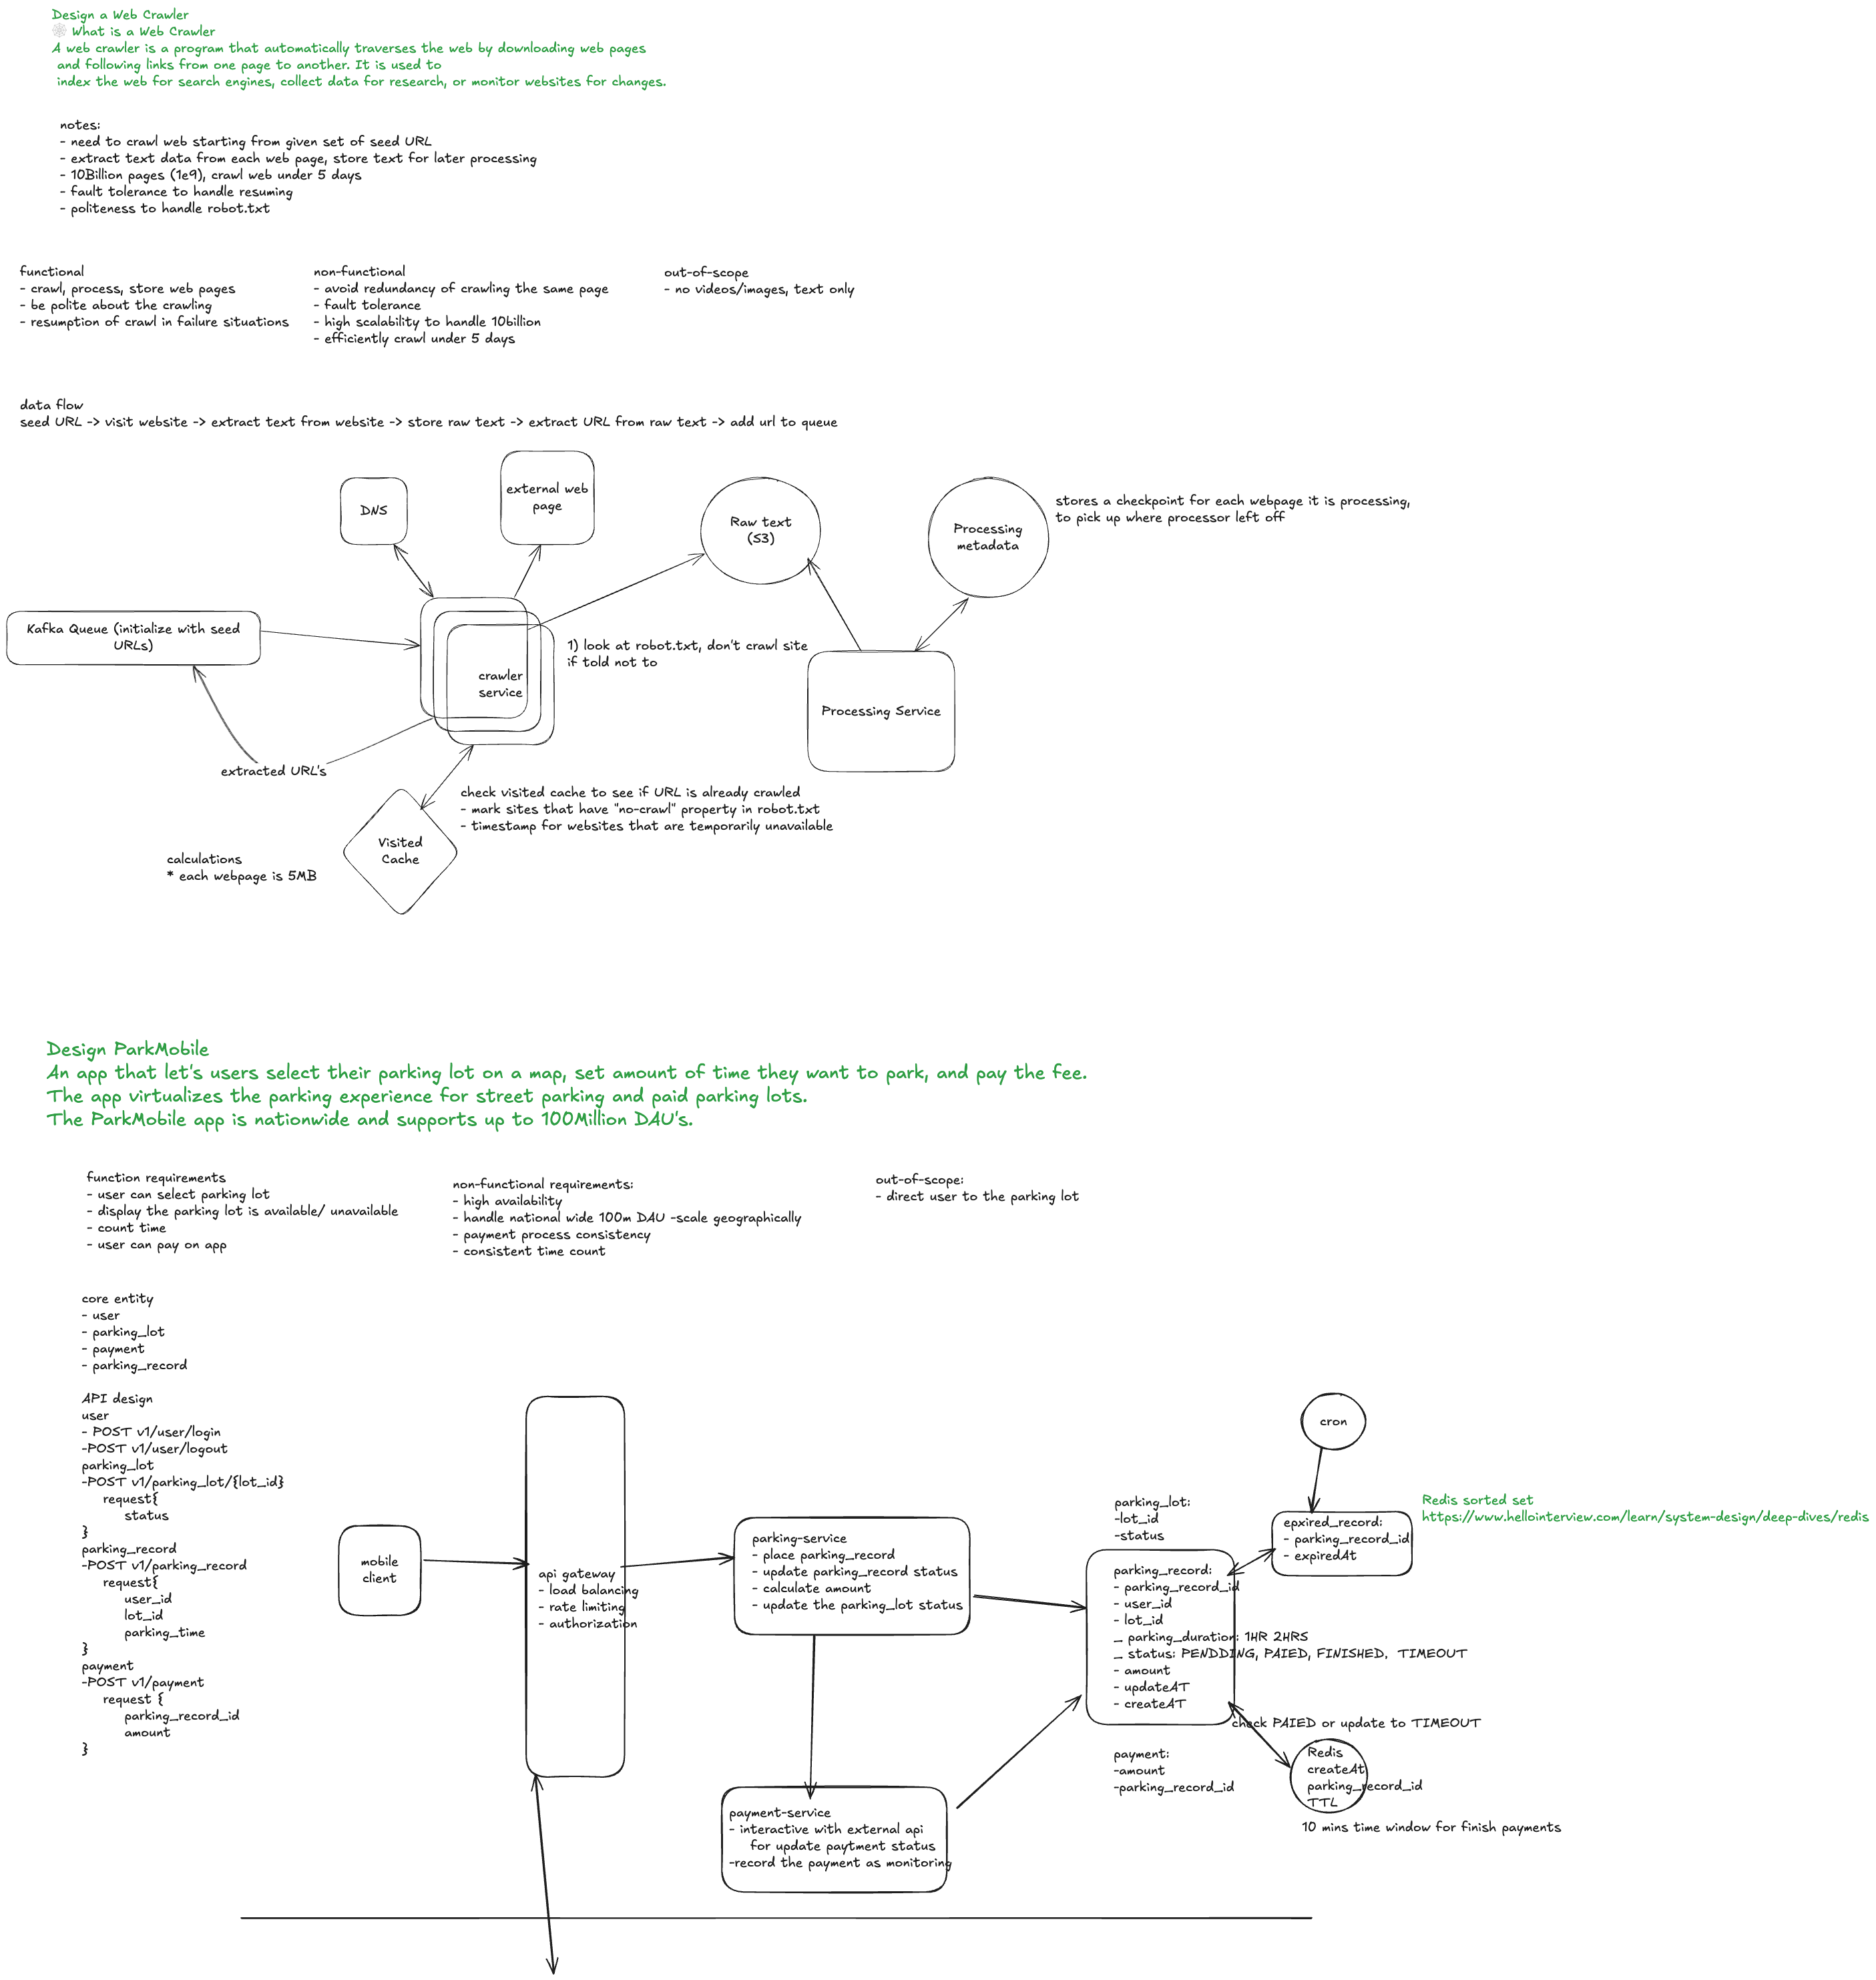 Design a Web Crawler
🕸 What is a Web Crawler
A web crawler is a program that automatically traverses the web by downloading web pages
and following links from one page to another. It is used to
index the web for search engines, collect data for research, or monitor websites for changes.
notes:
- need to crawl web starting from given set of seed URL
- extract text data from each web page, store text for later processing
- 10Billion pages (1e9), crawl web under 5 days
- fault tolerance to handle resuming
- politeness to handle robot.txt
functional
- crawl, process, store web pages
- be polite about the crawling
- resumption of crawl in failure situations
non-functional
- avoid redundancy of crawling the same page
- fault tolerance
- high scalability to handle 10billion
- efficiently crawl under 5 days
out-of-scope
- no videos/images, text only
data flow
seed URL -> visit website -> extract text from website -> store raw text -> extract URL from raw text -> add url to queue
DNS
external web
page
Raw text
(S3)
Processing
metadata
stores a checkpoint for each webpage it is processing,
to pick up where processor left off
Kafka Queue (initialize with seed
URLs)
crawler
service
1) look at robot.txt, don't crawl site
if told not to
Processing Service
extracted URL's
check visited cache to see if URL is already crawled
- mark sites that have "no-crawl" property in robot.txt
- timestamp for websites that are temporarily unavailable
Visited
Cache
calculations
* each webpage is 5MB
Design ParkMobile
An app that let's users select their parking lot on a map, set amount of time they want to park, and pay the fee.
The app virtualizes the parking experience for street parking and paid parking lots.
The ParkMobile app is nationwide and supports up to 100Million DAU's.
function requirements
- user can select parking lot
- display the parking lot is available/ unavailable
- count time
- user can pay on app
non-functional requirements:
- high availability
- handle national wide 100m DAU -scale geographically
- payment process consistency
- consistent time count
out-of-scope:
- direct user to the parking lot
core entity
- user
- parking_lot
- payment
- parking_record
API design
user
- POST v1/user/login
-POST v1/user/logout
parking_lot
-POST v1/parking_lot/{lot_id}
request{
status
}
parking_record
-POST v1/parking_record
request{
user_id
lot_id
parking_time
}
payment
-POST v1/payment
request {
parking_record_id
amount
}
mobile
client
api gateway
- load balancing
- rate limiting
- authorization
parking-service
- place parking_record
- update parking_record status
- calculate amount
- update the parking_lot status
payment-service
- interactive with external api
for update paytment status
-record the payment as monitoring
parking_lot:
-lot_id
-status
parking_record:
- parking_record_id
- user_id
- lot_id
_ parking_duration: 1HR 2HRS
_ status: PENDDING, PAIED, FINISHED, TIMEOUT
- amount
- updateAT
- createAT
payment:
-amount
-parking_record_id
cron
epxired_record:
- parking_record_id
- expiredAt
Redis sorted set
https://www.hellointerview.com/learn/system-design/deep-dives/redis
check PAIED or update to TIMEOUT
Redis
createAt
parking_record_id
TTL
10 mins time window for finish payments